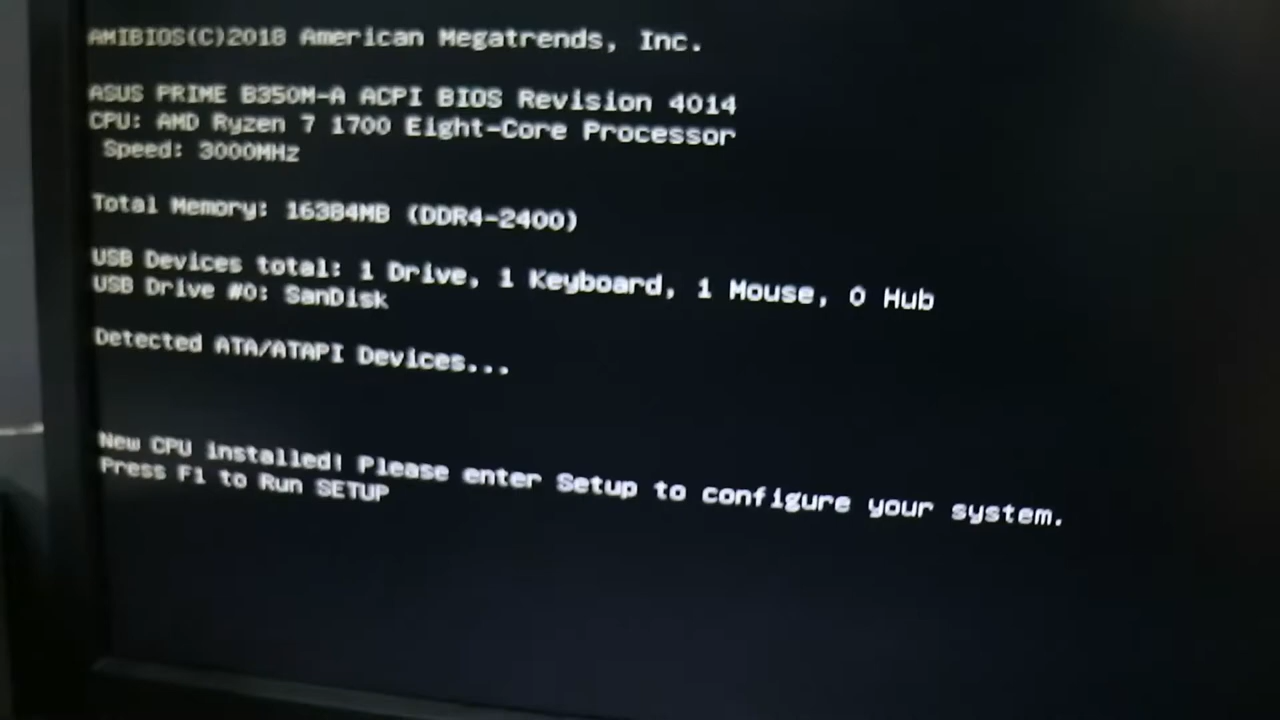 AMIBIOS(C)2018 American Megatrends, Inc.
ASUS PRIME B350M-A ACPI BIOS Revision 4014
CPU: AMD Ryzen 7 1700 Eight-Core Processor
Speed: 3000MHz
Total Memory: 16384MB (DDR4-2400)
USB Devices total: 1 Drive, 1 Keyboard, 1 Mouse, 0 Hub
USB Drive #0: SanDisk
Detected ATA/ATAPI Devices...
New CPU installed! Please enter Setup to configure your system.
Press F1 to Run SETUP